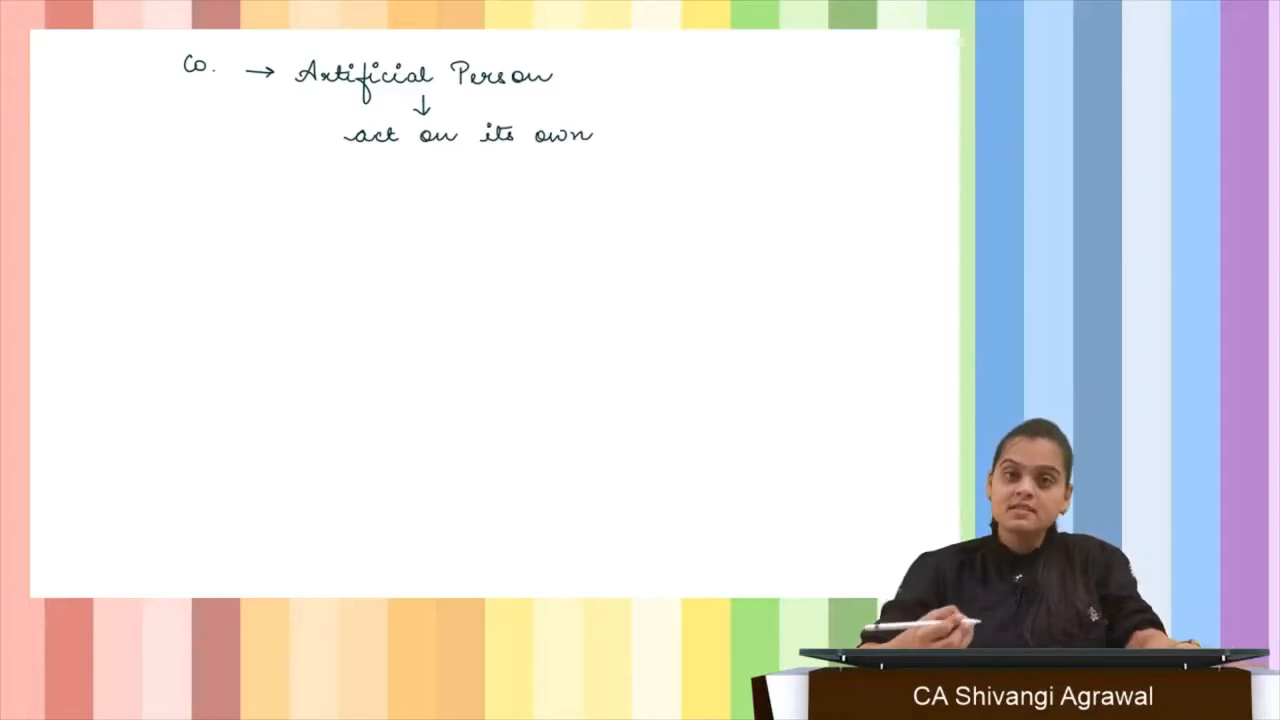 Co. → Artificial Person
↓
act on its own
CA Shivangi Agrawal